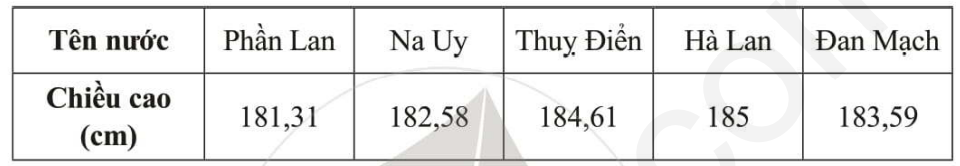 Tên nước Phần Lan Na Uy Thuỵ Điển Hà Lan Đan Mạch
Chiều cao (cm) 181,31 182,58 184,61 185 183,59